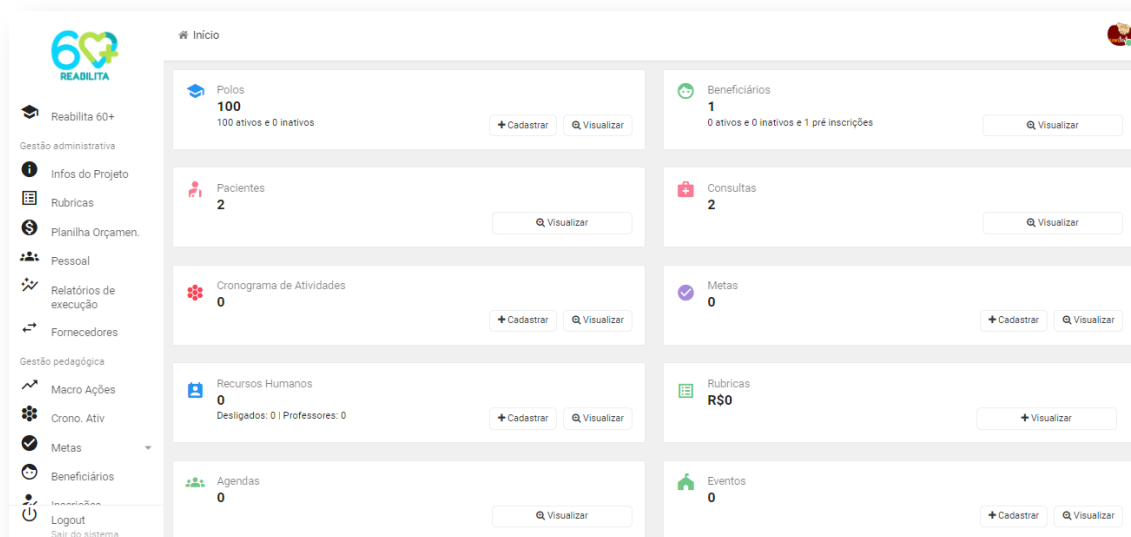 60+
REABILITA
Reabilita 60+
Gestão administrativa
Infos do Projeto
Rubricas
Planilha Orçamen.
Pessoal
Relatórios de
execução
Fornecedores
Gestão pedagógica
Macro Ações
Crono. Ativ
Metas
Beneficiários
Inscrições
Logout
Sair do sistema
Início
Polos
100
100 ativos e 0 inativos
Cadastrar Visualizar
Beneficiários
1
0 ativos e 0 inativos e 1 pré inscrições
Visualizar
Pacientes
2
Visualizar
Consultas
2
Visualizar
Cronograma de Atividades
0
Cadastrar Visualizar
Metas
0
Cadastrar Visualizar
Recursos Humanos
0
Desligados: 0 | Professores: 0
Cadastrar Visualizar
Rubricas
R$0
Visualizar
Agendas
0
Visualizar
Eventos
0
Cadastrar Visualizar